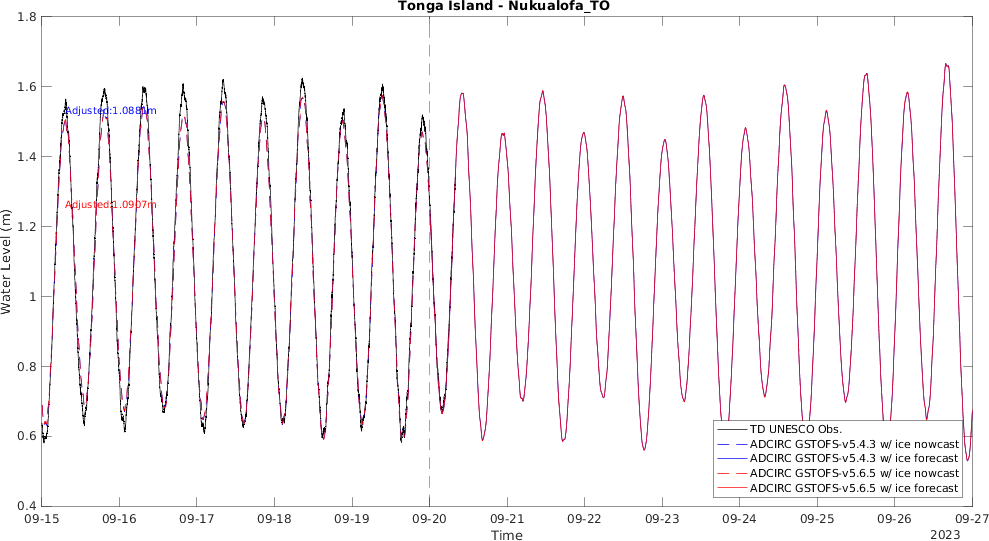 Tonga Island - Nukualofa_TO
1.8
1.6
1.4
1.2
1
0.8
0.6
0.4
Water Level (m)
Adjusted:1.0881m
Adjusted:1.0907m
TD UNESCO Obs.
ADCIRC GSTOFS-v5.4.3 w/ ice nowcast
ADCIRC GSTOFS-v5.4.3 w/ ice forecast
ADCIRC GSTOFS-v5.6.5 w/ ice nowcast
ADCIRC GSTOFS-v5.6.5 w/ ice forecast
09-15 09-16 09-17 09-18 09-19 09-20 09-21 09-22 09-23 09-24 09-25 09-26 09-27
Time
2023